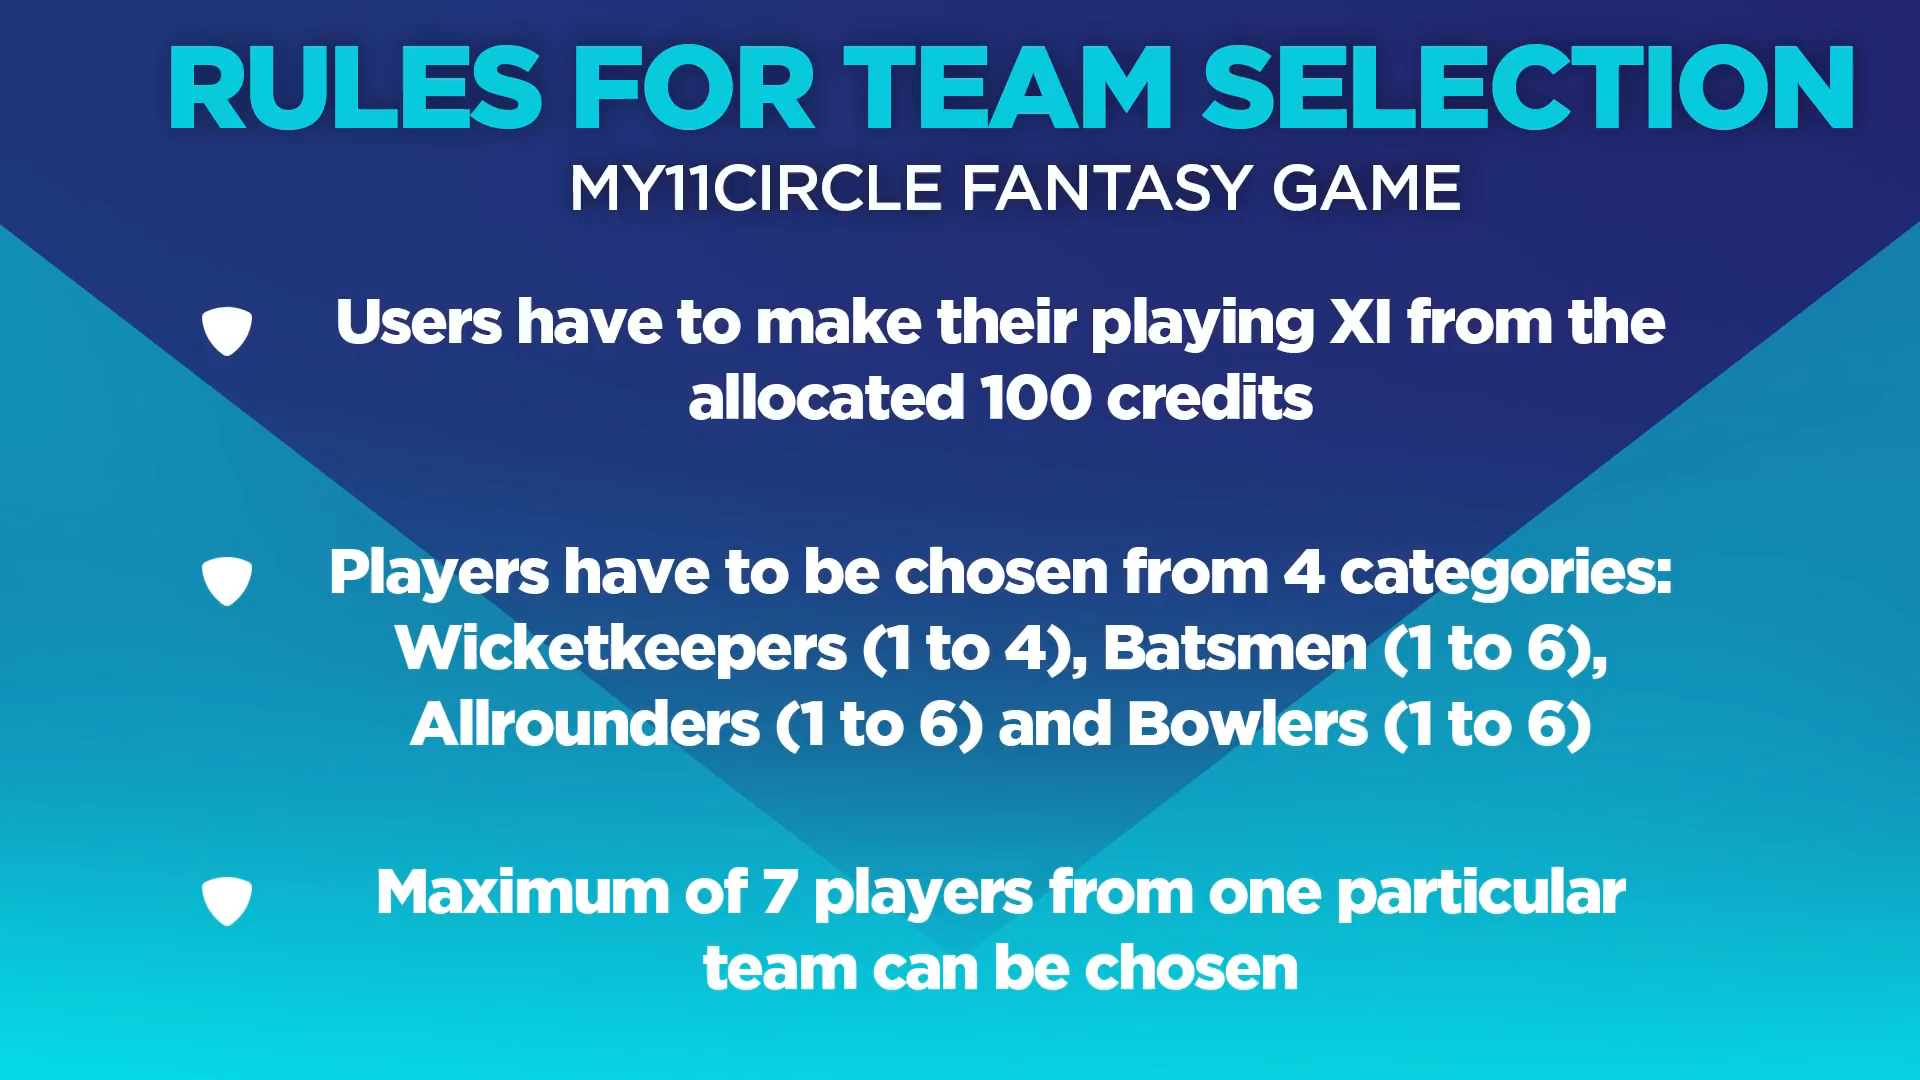 RULES FOR TEAM SELECTION
MY11CIRCLE FANTASY GAME
Users have to make their playing XI from the
allocated 100 credits
Players have to be chosen from 4 categories:
Wicketkeepers (1 to 4), Batsmen (1 to 6),
Allrounders (1 to 6) and Bowlers (1 to 6)
Maximum of 7 players from one particular
team can be chosen